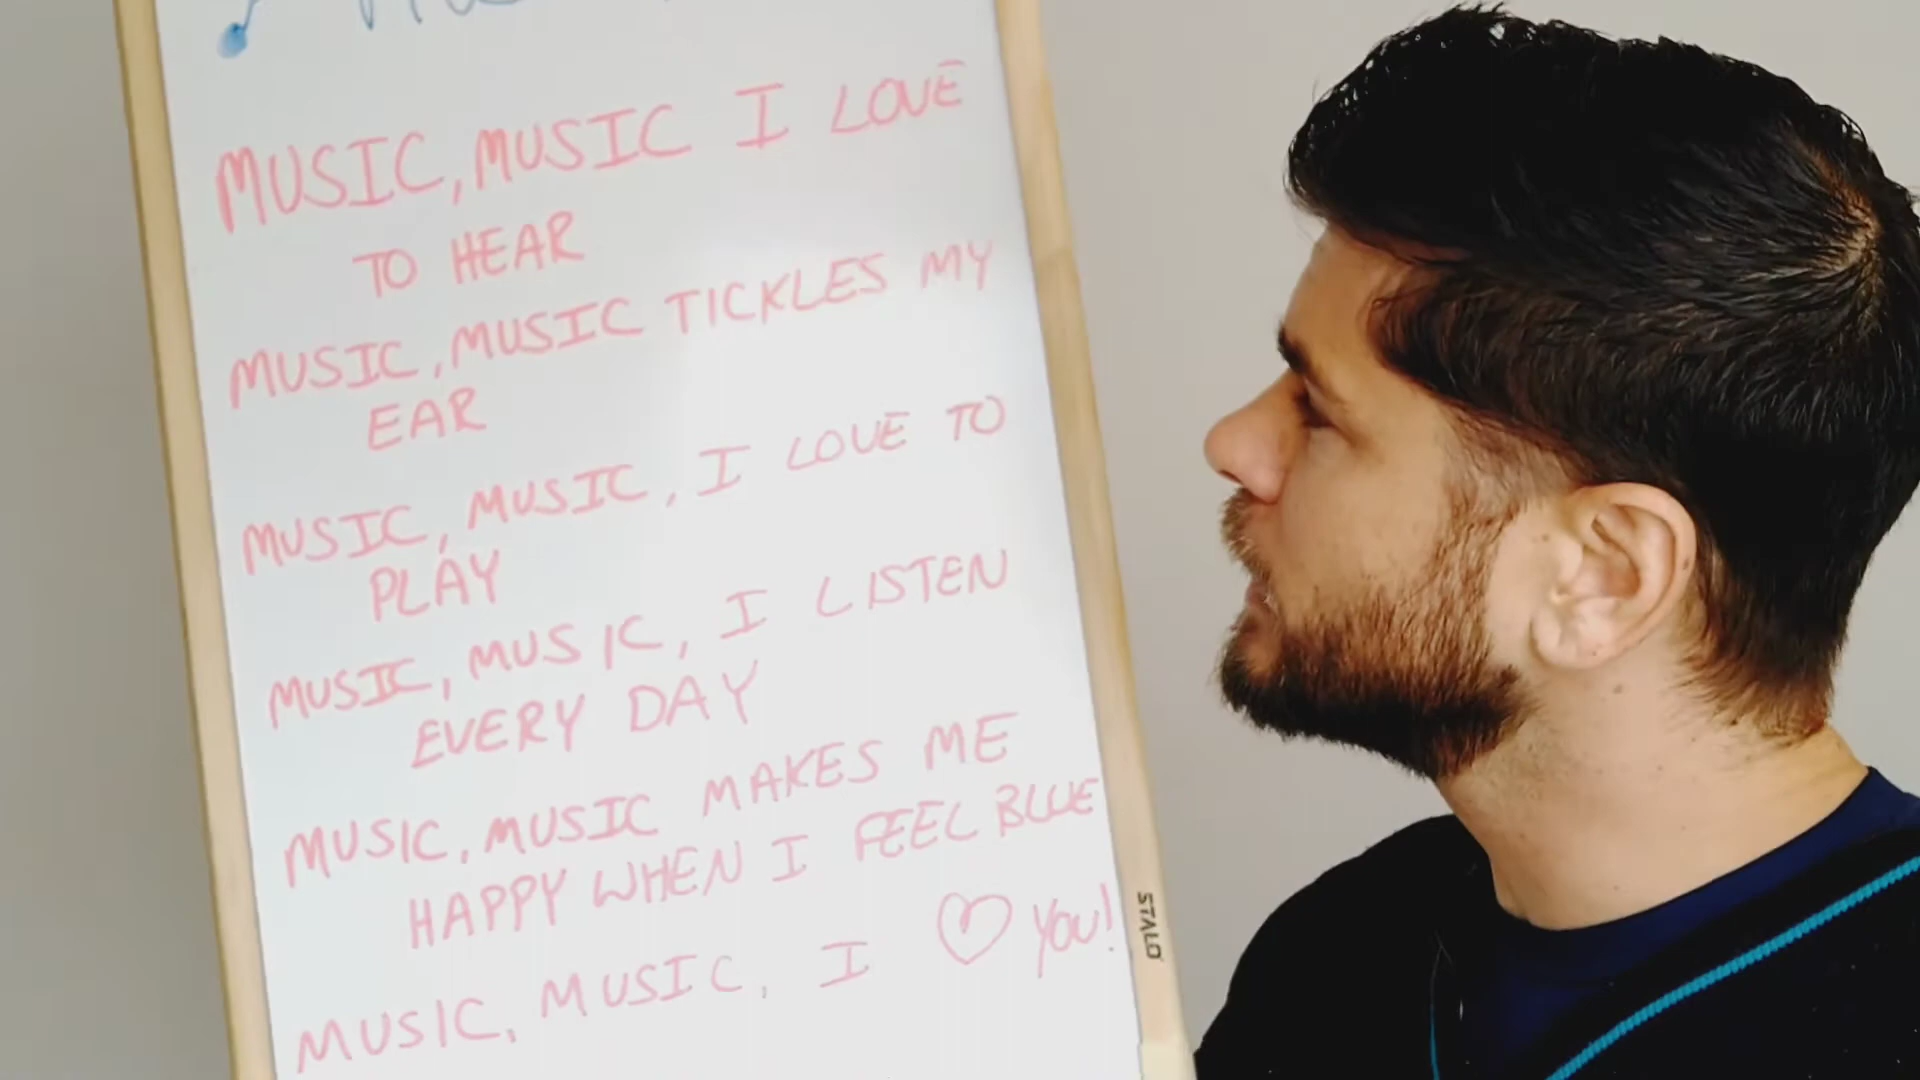 MUSIC, MUSIC I LOVE
TO HEAR
MUSIC, MUSIC TICKLES MY
EAR
MUSIC, MUSIC, I LOVE TO
PLAY
MUSIC, MUSIC, I LISTEN
EVERY DAY
MUSIC, MUSIC MAKES ME
HAPPY WHEN I FEEL BLUE
MUSIC, MUSIC, I ♡ YOU!
STALO